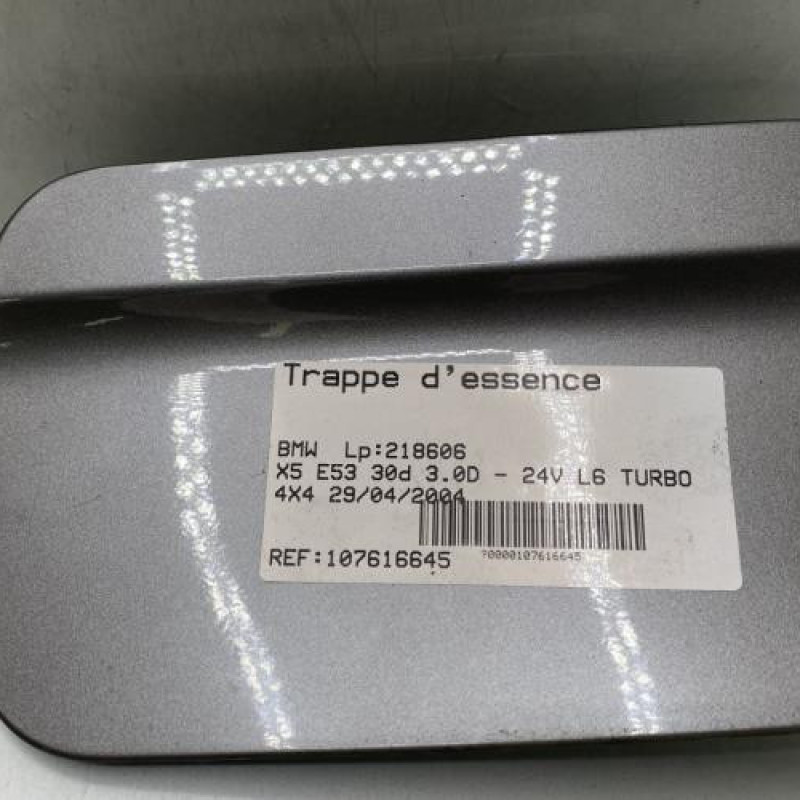 Trappe d'essence
BMW Lp:218606
X5 E53 30d 3.0D - 24V L6 TURBO
4X4 29/04/2004
REF:107616645
?0000107616645